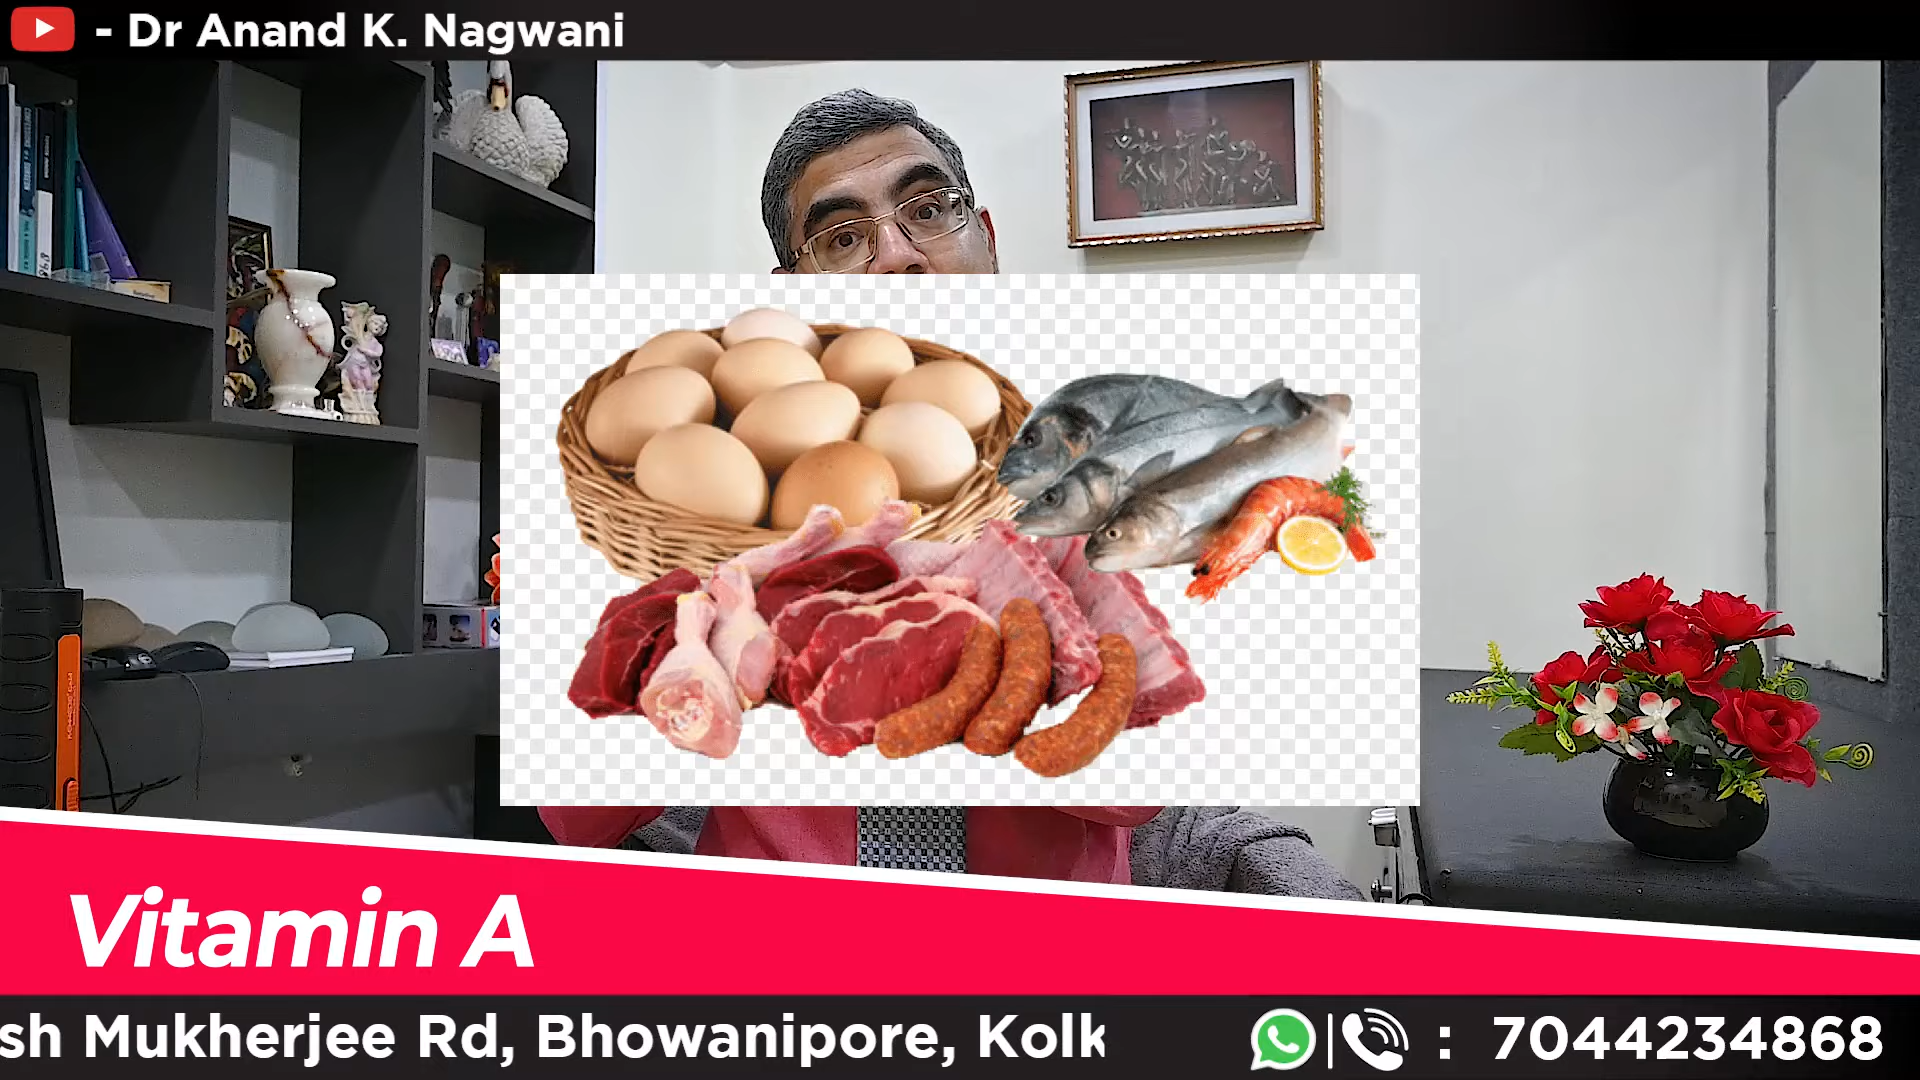 - Dr Anand K. Nagwani
Vitamin A
sh Mukherjee Rd, Bhowanipore, Kolk
: 7044234868